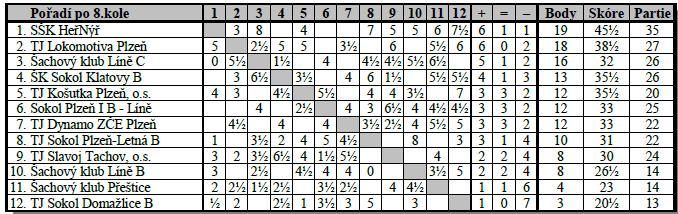 Pořadí po 8.kole 1 2 3 4 5 6 7 8 9 10 11 12 + = – Body Skóre Partie
1. SŠK HeřNýř 3 8 4 7 5 5 6 7½ 6 1 1 19 45½ 35
2. TJ Lokomotiva Plzeň 5 2½ 5 5 3½ 6 5½ 6 6 0 2 18 38½ 27
3. Šachový klub Líně C 0 5½ 1½ 4 4½ 4½ 5½ 6½ 5 1 2 16 32 26
4. ŠK Sokol Klatovy B 4 3 6½ 3½ 4 6 1½ 5½ 5½ 4 1 3 13 35½ 26
5. TJ Košutka Plzeň, o.s. 4 3 4½ 5½ 4 4 3½ 7 3 3 2 12 35½ 20
6. Sokol Plzeň I B - Líně 4 2½ 4 3 6½ 4 4½ 4½ 3 3 2 12 33 25
7. TJ Dynamo ZČE Plzeň 4½ 4 4 3½ 2½ 4 5½ 5 3 3 2 12 33 22
8. TJ Sokol Plzeň-Letná B 1 3½ 2 4 5 4½ 8 3 3 1 4 11 31 22
9. TJ Slavoj Tachov, o.s. 3 2 3½ 6½ 4 1½ 5½ 4 2 2 4 8 30 24
10. Šachový klub Líně B 3 2½ 4½ 4 4 0 3½ 5 2 2 4 8 26½ 14
11. Šachový klub Přeštice 2 2½ 1½ 2½ 3½ 2½ 4 4½ 1 1 6 4 23 14
12. TJ Sokol Domažlice B ½ 2 2½ 1 3½ 3 5 3 1 0 7 3 20½ 13